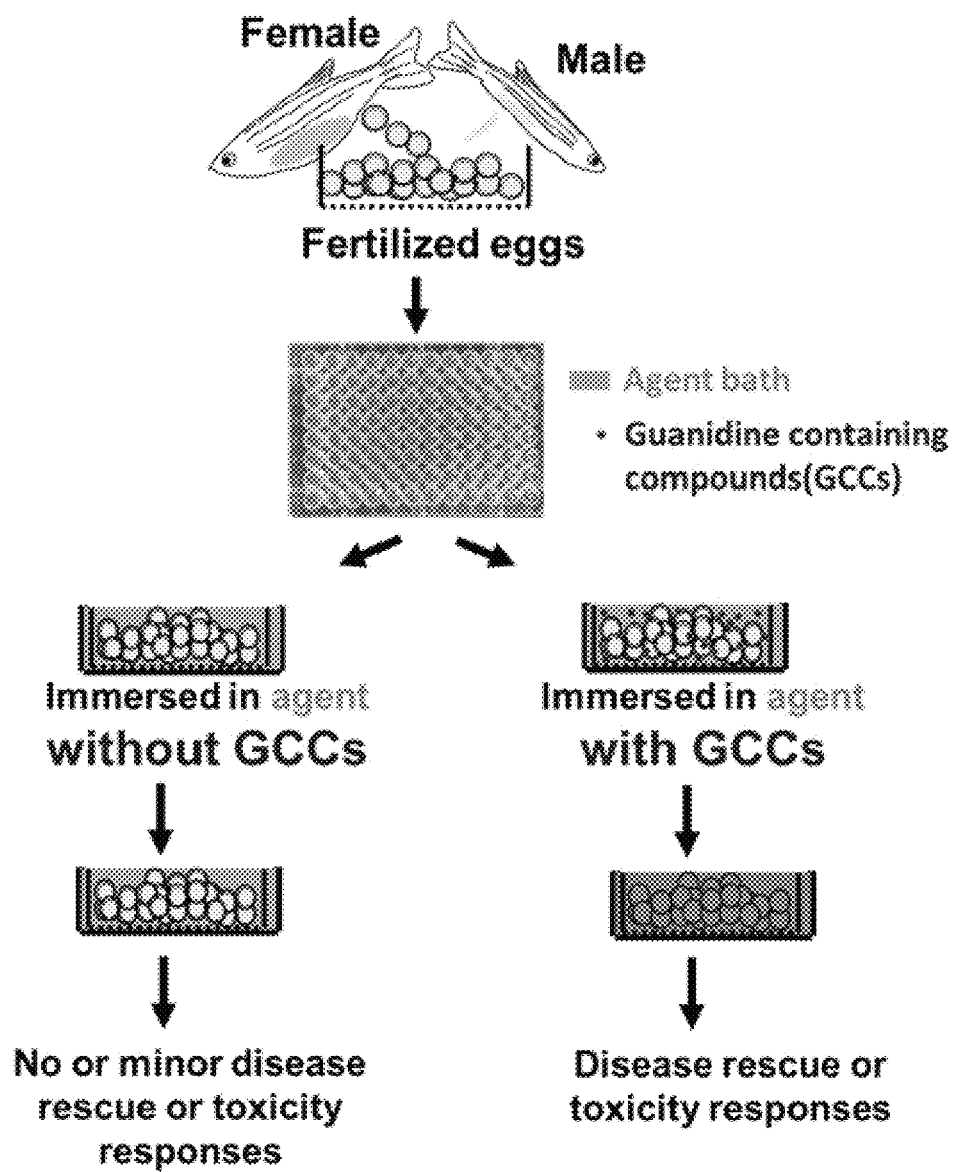 Female
Male
Fertilized eggs
Agent bath
• Guanidine containing
compounds(GCCs)
Immersed in agent
without GCCs
Immersed in agent
with GCCs
No or minor disease
rescue or toxicity
responses
Disease rescue or
toxicity responses